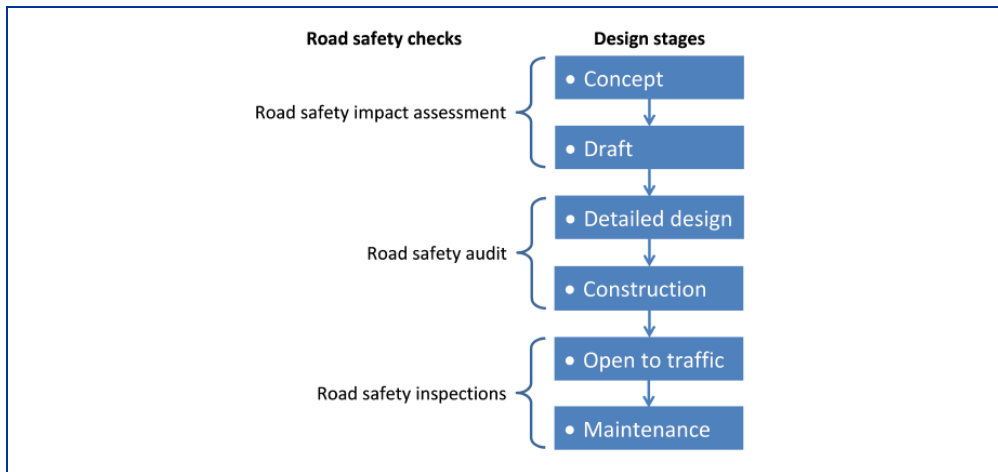 Road safety checks
Design stages
Road safety impact assessment
• Concept
• Draft
Road safety audit
• Detailed design
• Construction
Road safety inspections
• Open to traffic
• Maintenance